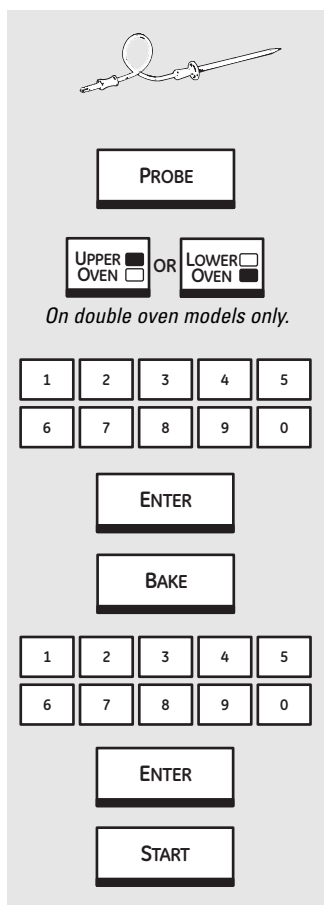 PROBE
UPPER OVEN OR LOWER OVEN
On double oven models only.
1 2 3 4 5
6 7 8 9 0
ENTER
BAKE
1 2 3 4 5
6 7 8 9 0
ENTER
START